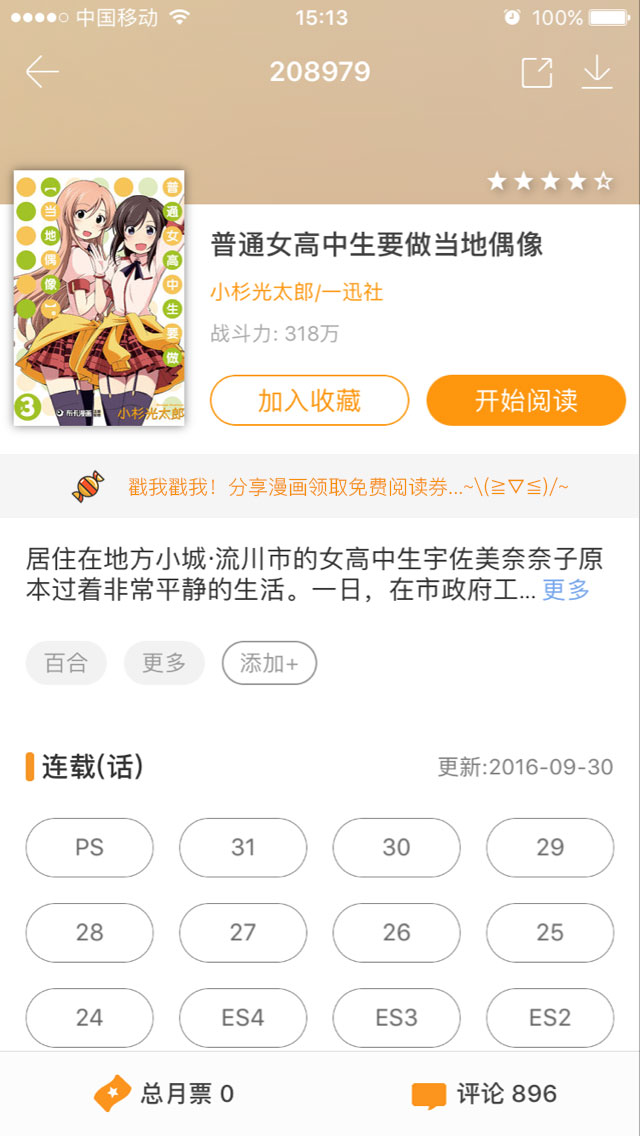 中国移动 15:13 100%
208979
普通女高中生要做
【当地偶像】.
3
小杉光太郎
普通女高中生要做当地偶像
小杉光太郎/一迅社
战斗力: 318万
加入收藏 开始阅读
戳我戳我！分享漫画领取免费阅读券...~\(≧▽≦)/~
居住在地方小城·流川市的女高中生宇佐美奈奈子原
本过着非常平静的生活。一日，在市政府工... 更多
百合 更多 添加+
连载(话) 更新:2016-09-30
PS 31 30 29
28 27 26 25
24 ES4 ES3 ES2
总月票 0 评论 896